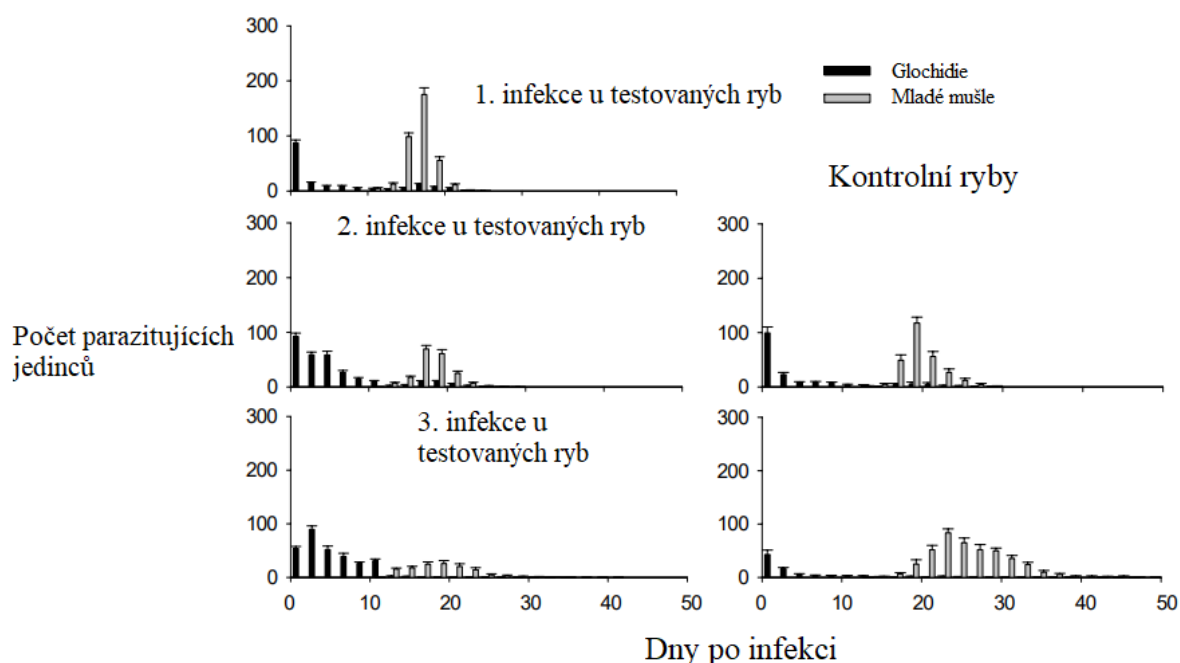 300
200
100
0
1. infekce u testovaných ryb
Glochidie
Mladé mušle
Kontrolní ryby
300
200
100
0
2. infekce u testovaných ryb
300
200
100
0
Počet parazitujících
jedinců
300
200
100
0
3. infekce u
testovaných ryb
300
200
100
0
0 10 20 30 40 50
0 10 20 30 40 50
Dny po infekci